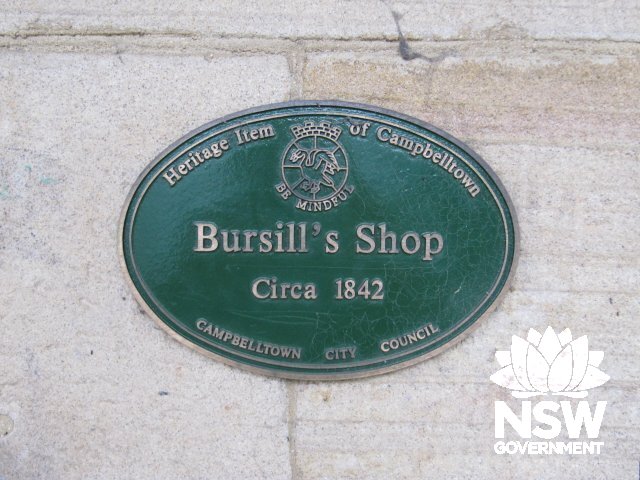 Heritage Item of Campbelltown
BE MINDFUL
Bursill's Shop
Circa 1842
CAMPBELLTOWN CITY COUNCIL
NSW
GOVERNMENT